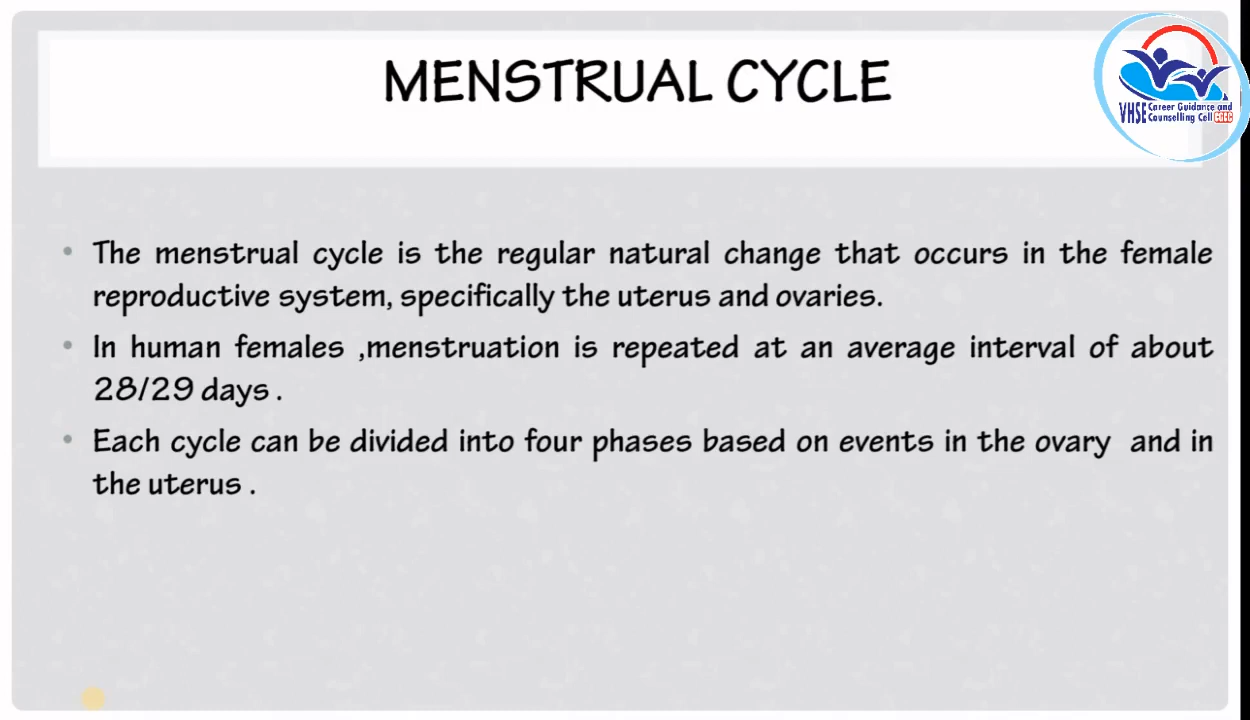 MENSTRUAL CYCLE
VHSE Career Guidance and
Counselling Cell CGCC
• The menstrual cycle is the regular natural change that occurs in the female
reproductive system, specifically the uterus and ovaries.
• In human females ,menstruation is repeated at an average interval of about
28/29 days .
• Each cycle can be divided into four phases based on events in the ovary and in
the uterus .